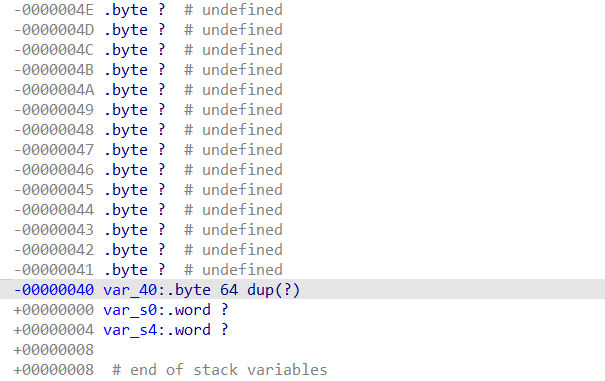 -0000004E .byte ?  # undefined
-0000004D .byte ?  # undefined
-0000004C .byte ?  # undefined
-0000004B .byte ?  # undefined
-0000004A .byte ?  # undefined
-00000049 .byte ?  # undefined
-00000048 .byte ?  # undefined
-00000047 .byte ?  # undefined
-00000046 .byte ?  # undefined
-00000045 .byte ?  # undefined
-00000044 .byte ?  # undefined
-00000043 .byte ?  # undefined
-00000042 .byte ?  # undefined
-00000041 .byte ?  # undefined
-00000040 var_40:.byte 64 dup(?)
+00000000 var_s0:.word ?
+00000004 var_s4:.word ?
+00000008
+00000008  # end of stack variables